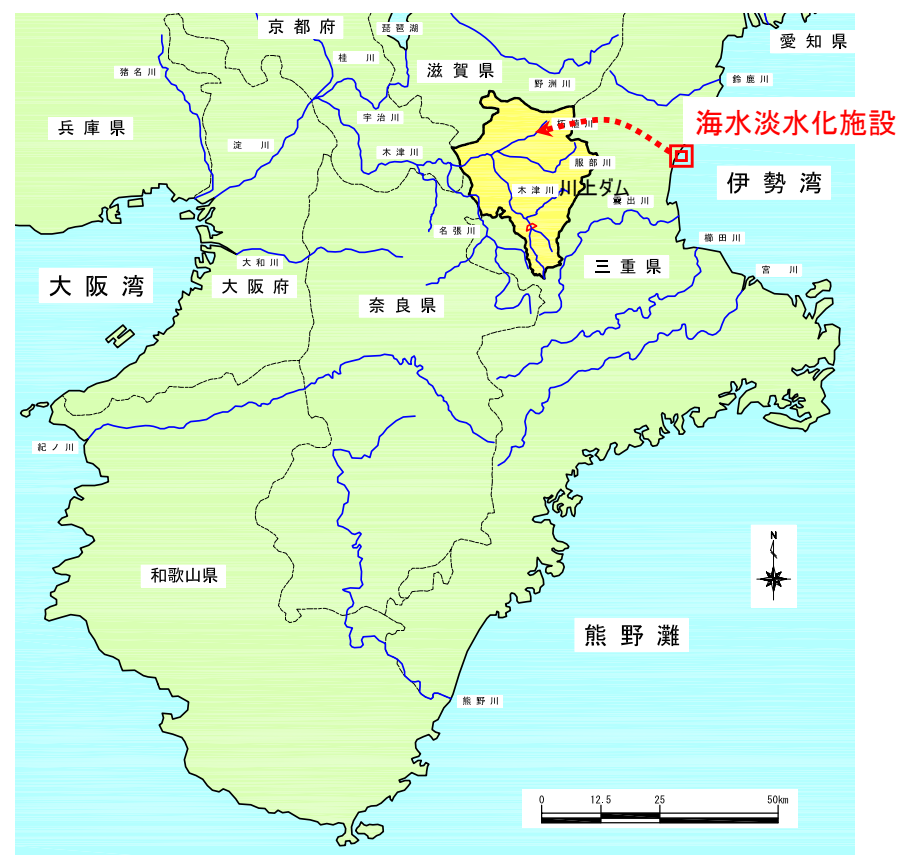 京都府
琵琶湖
愛知県
桂川
滋賀県
猪名川
野洲川
鈴鹿川
兵庫県
宇治川
柘植川
海水淡水化施設
淀川
木津川
服部川
伊勢湾
木津川
川上ダム
雲出川
名張川
櫛田川
大和川
三重県
宮川
大阪湾
大阪府
奈良県
紀ノ川
N
和歌山県
熊野灘
熊野川
0 12.5 25 50km